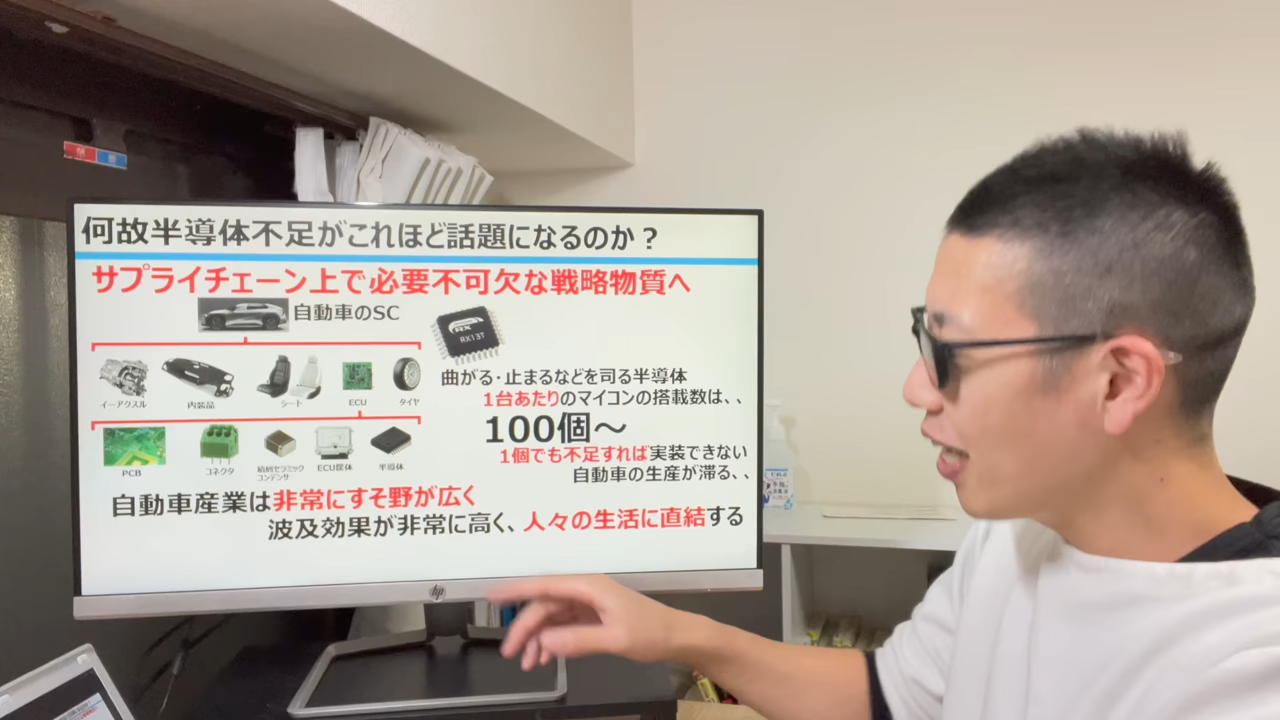 何故半導体不足がこれほど話題になるのか？
サプライチェーン上で必要不可欠な戦略物質へ
自動車のSC
RX
RX13T
イーアクスル
内装品
シート
ECU
タイヤ
曲がる・止まるなどを司る半導体
1台あたりのマイコンの搭載数は、、
100個～
1個でも不足すれば実装できない
自動車の生産が滞る、、
PCB
コネクタ
積層セラミック
コンデンサ
ECU筐体
半導体
自動車産業は非常にすそ野が広く
波及効果が非常に高く、人々の生活に直結する
hp